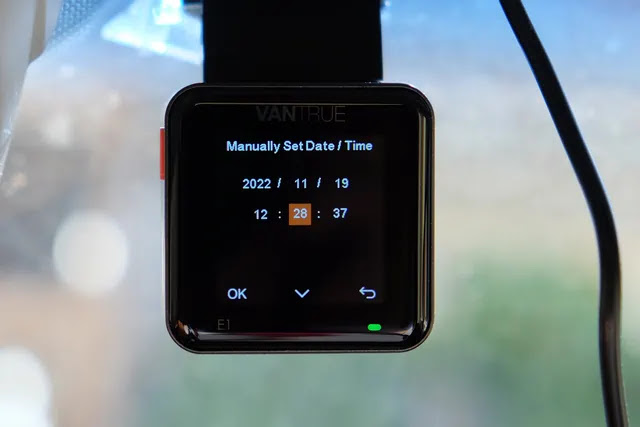 VANTRUE
Manually Set Date / Time
2022 / 11 / 19
12 : 28 : 37
OK
E1